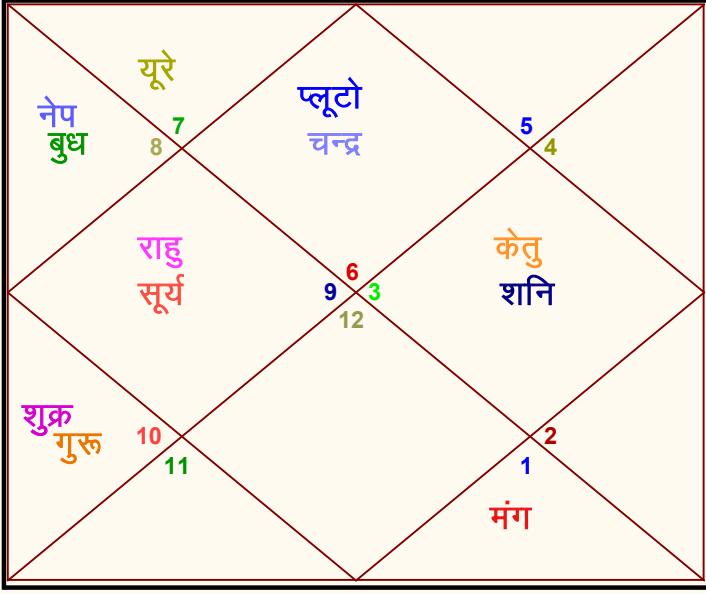 यूरे
प्लूटो
नेप
बुध
7
8
चन्द्र
5
4
राहु
सूर्य
6
9
3
12
केतु
शनि
शुक्र
गुरू
10
11
2
1
मंग